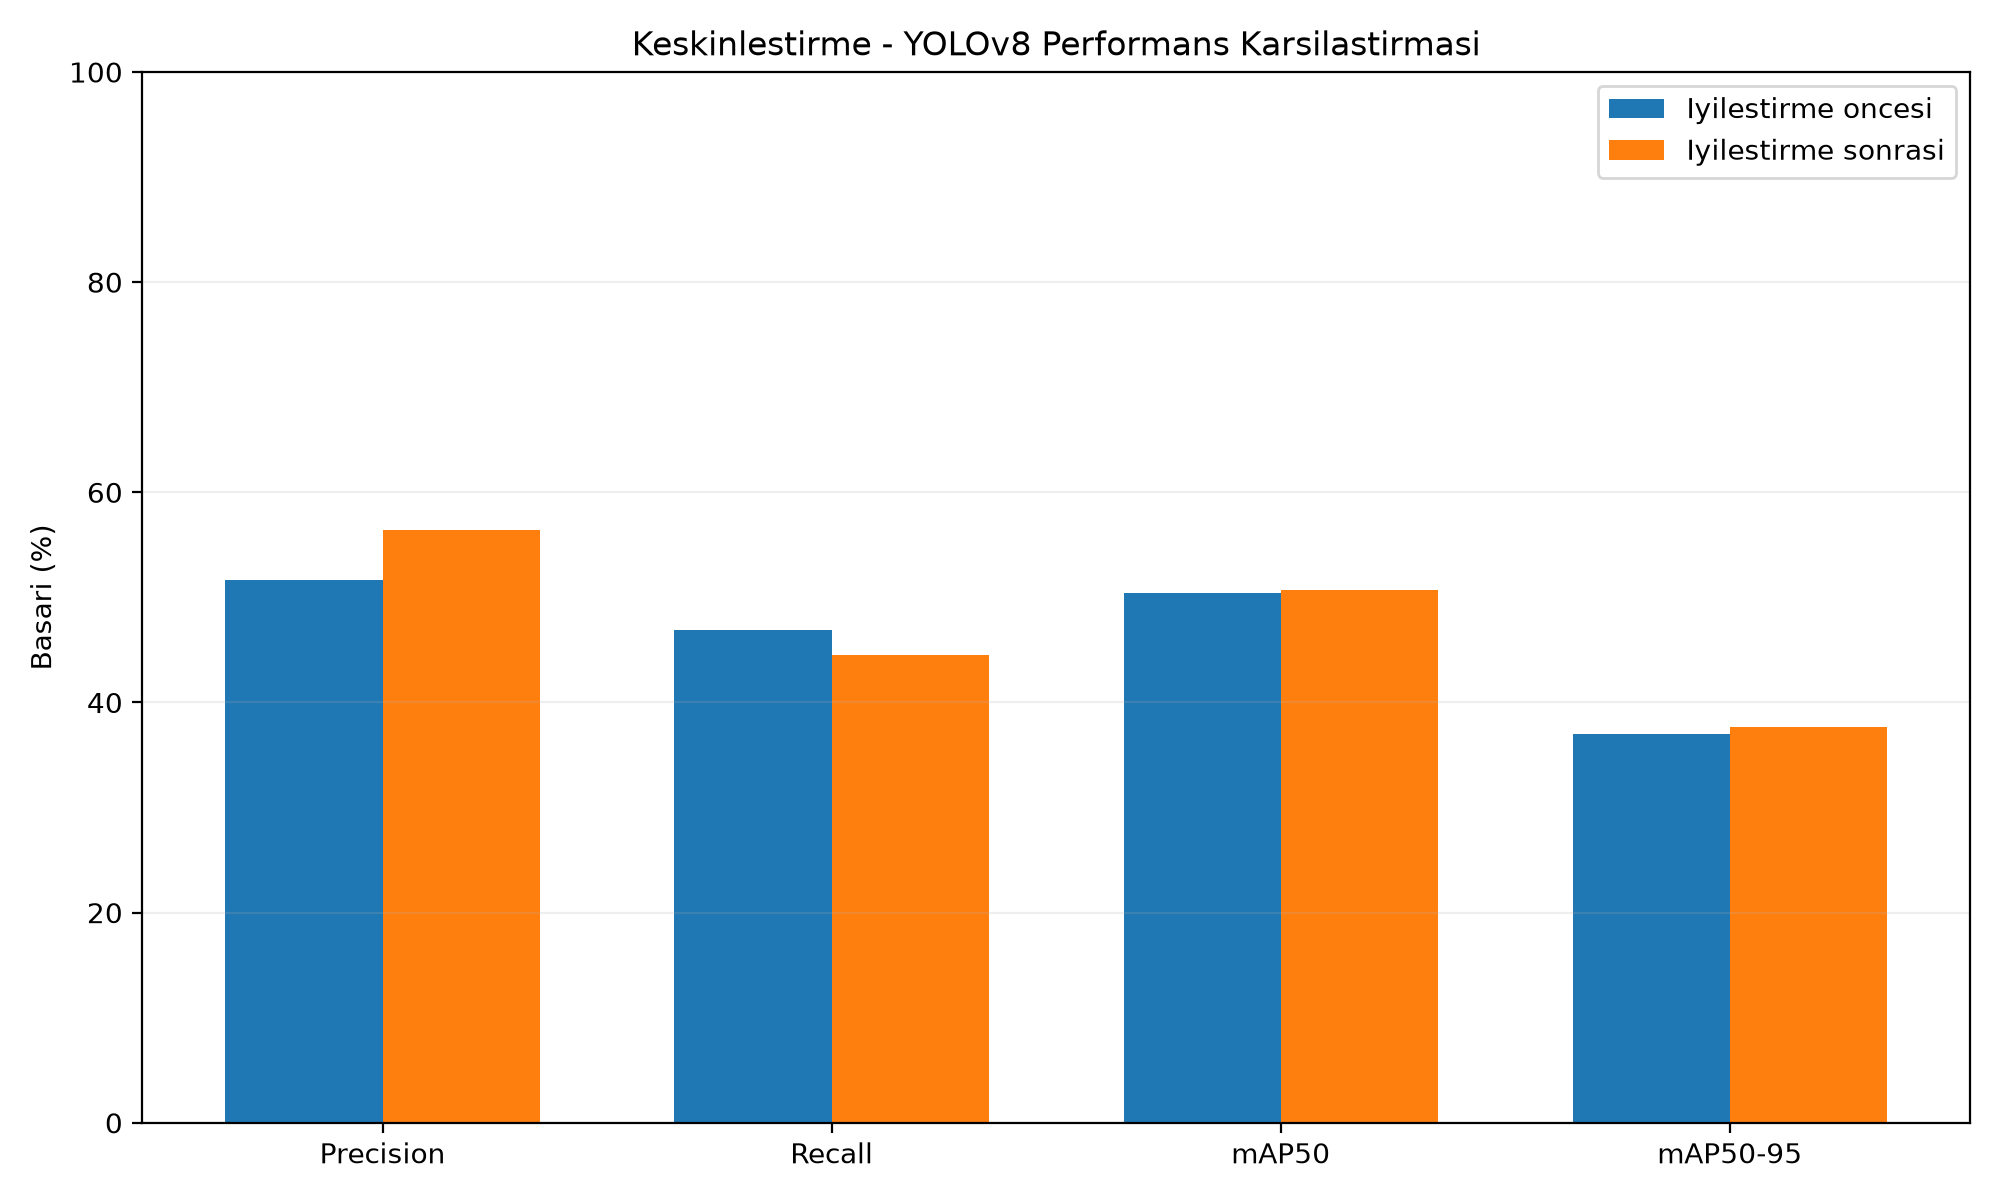 Keskinlestirme - YOLOv8 Performans Karsilastirmasi
Iyilestirme oncesi
Iyilestirme sonrasi
Basari (%)
100
80
60
40
20
0
Precision
Recall
mAP50
mAP50-95